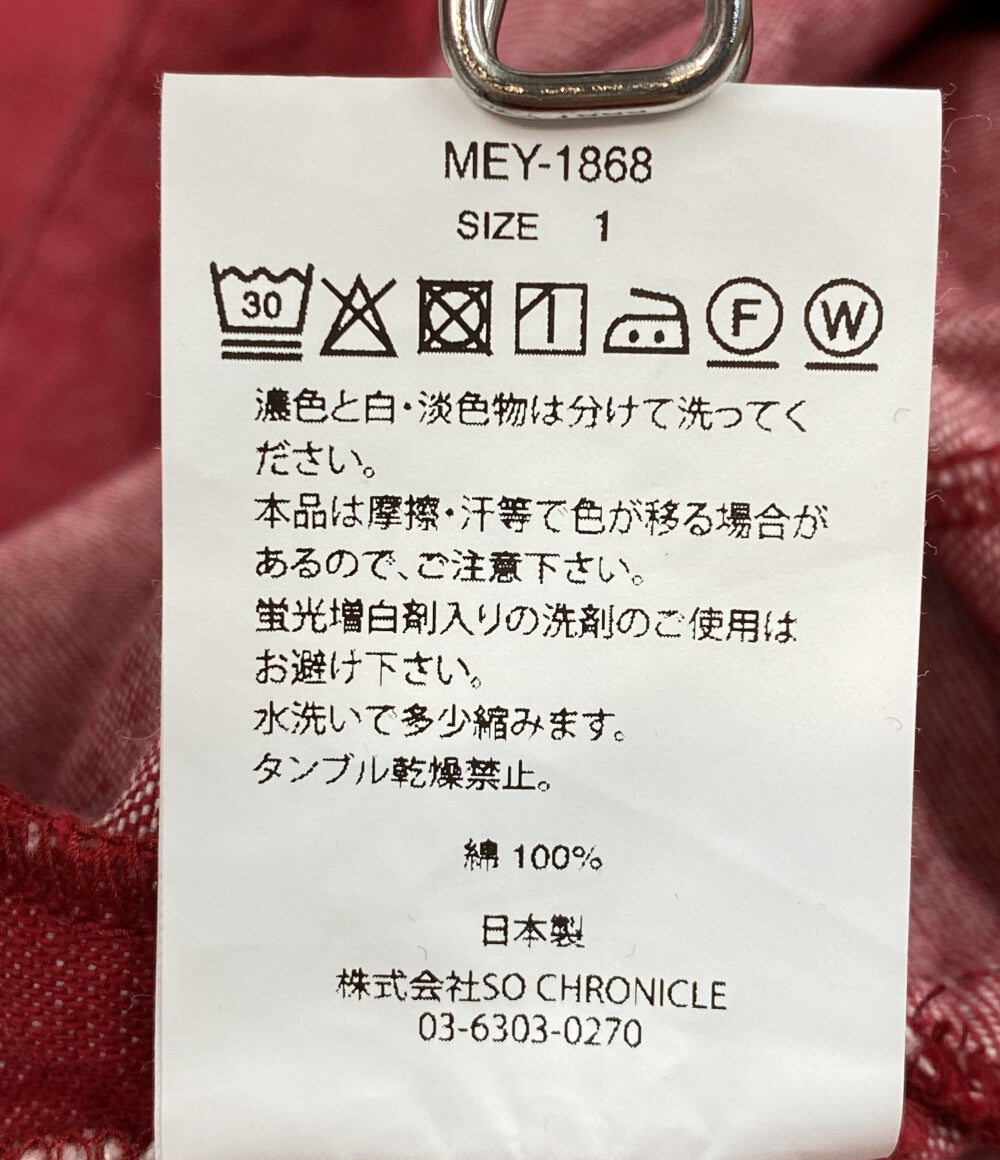 MEY-1868
SIZE 1
30 F W
濃色と白・淡色物は分けて洗ってく
ださい。
本品は摩擦・汗等で色が移る場合が
あるので、ご注意下さい。
蛍光増白剤入りの洗剤のご使用は
お避け下さい。
水洗いで多少縮みます。
タンブル乾燥禁止。
綿 100%
日本製
株式会社SO CHRONICLE
03-6303-0270